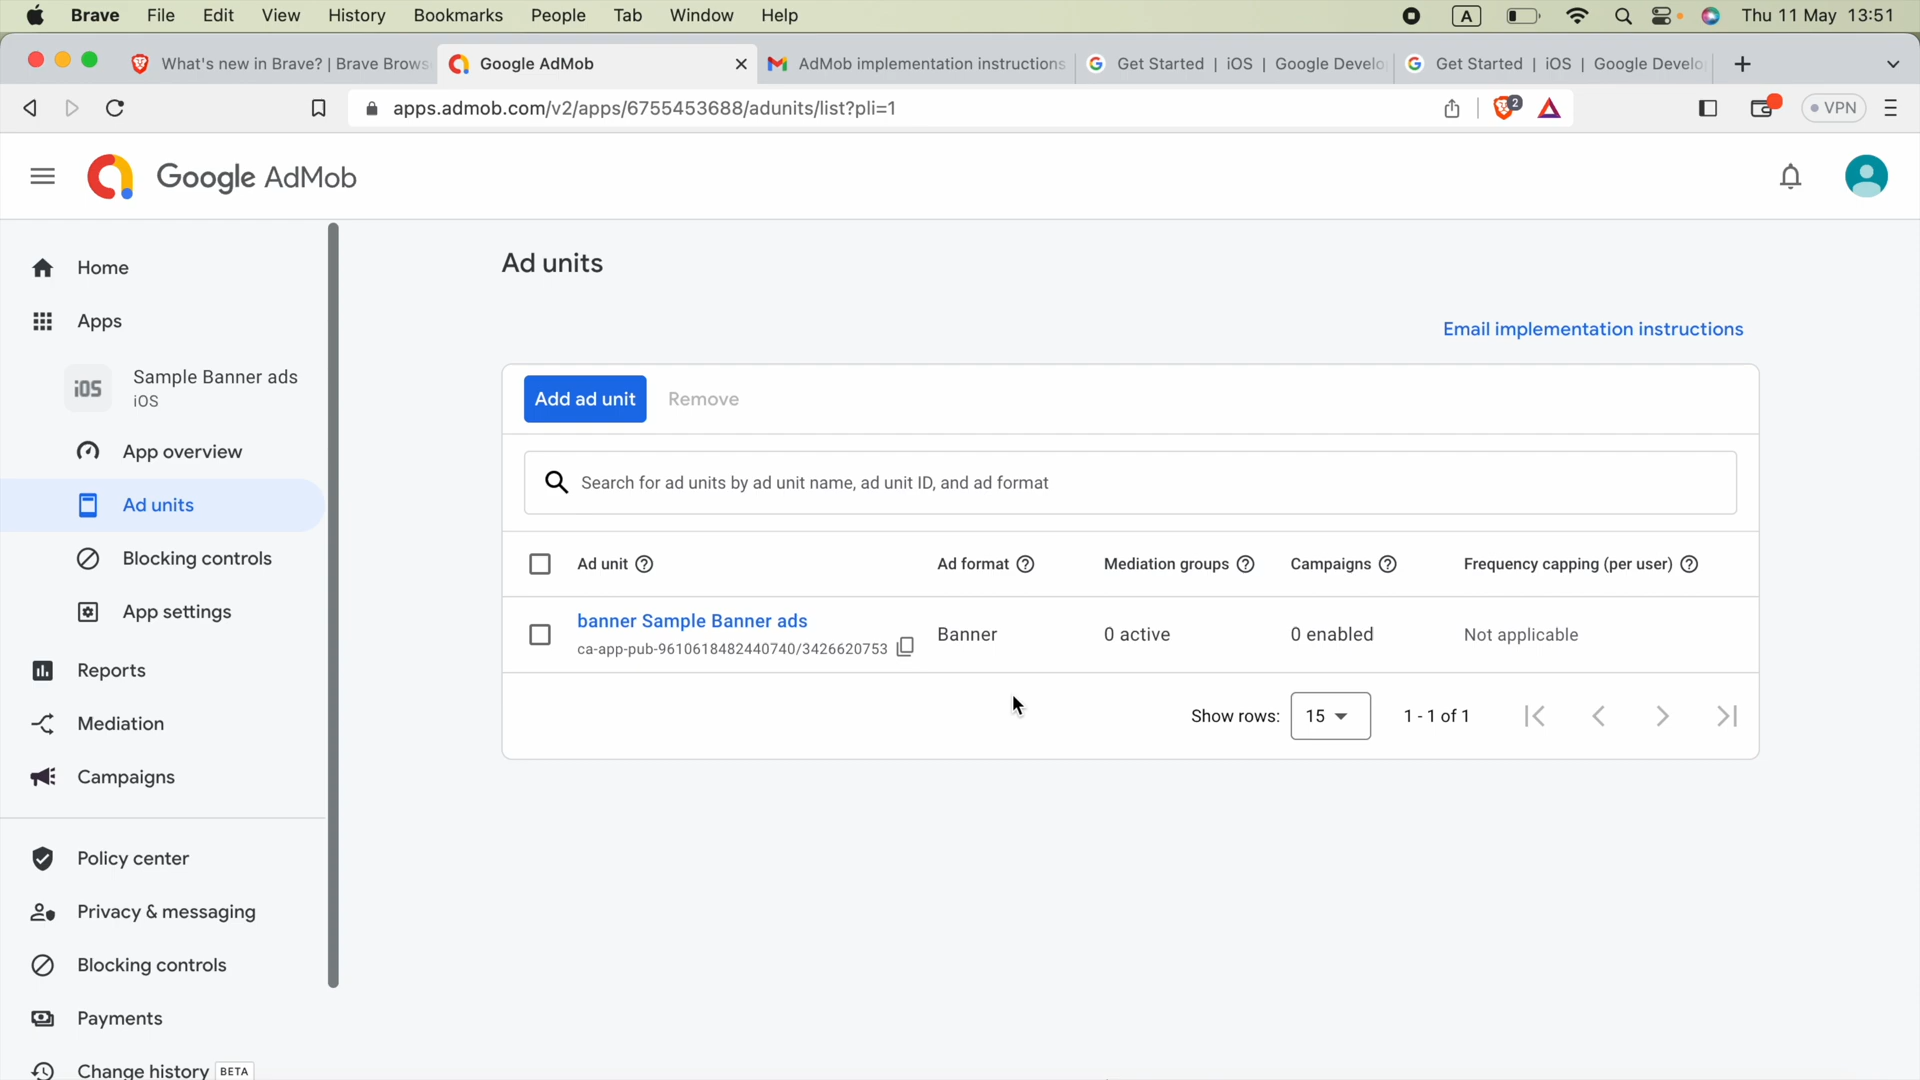 Brave File Edit View History Bookmarks People Tab Window Help A Thu 11 May 13:51
What's new in Brave? | Brave Brows Google AdMob AdMob implementation instructions Get Started | iOS | Google Develo Get Started | iOS | Google Develo
apps.admob.com/v2/apps/6755453688/adunits/list?pli=1 2 VPN
Google AdMob
Home
Apps
iOS Sample Banner ads
iOS
App overview
Ad units
Blocking controls
App settings
Reports
Mediation
Campaigns
Policy center
Privacy & messaging
Blocking controls
Payments
Change history BETA
Ad units
Email implementation instructions
Add ad unit Remove
Search for ad units by ad unit name, ad unit ID, and ad format
Ad unit Ad format Mediation groups Campaigns Frequency capping (per user)
banner Sample Banner ads
ca-app-pub-9610618482440740/3426620753 Banner 0 active 0 enabled Not applicable
Show rows: 15 1 - 1 of 1